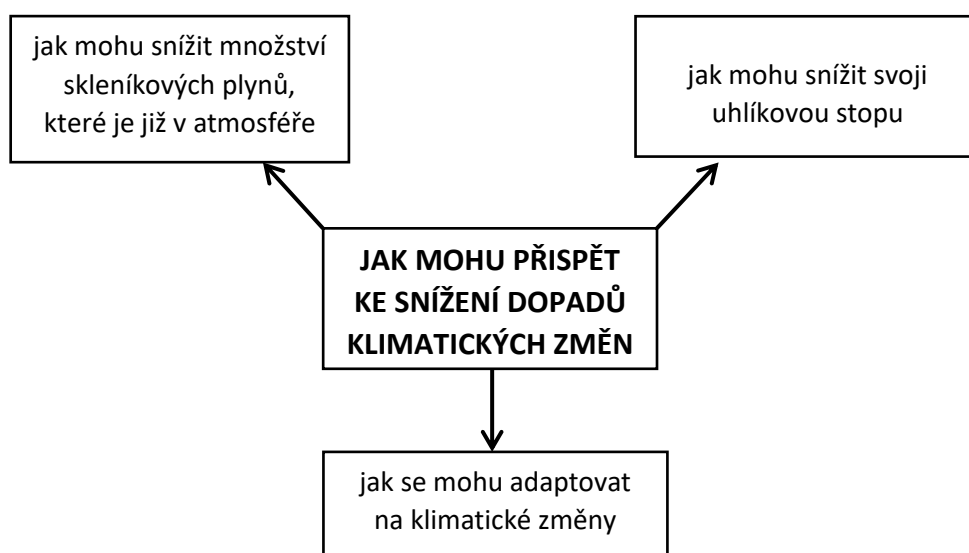 jak mohu snížit množství
skleníkových plynů,
které je již v atmosféře
jak mohu snížit svoji
uhlíkovou stopu
JAK MOHU PŘISPĚT
KE SNÍŽENÍ DOPADŮ
KLIMATICKÝCH ZMĚN
jak se mohu adaptovat
na klimatické změny